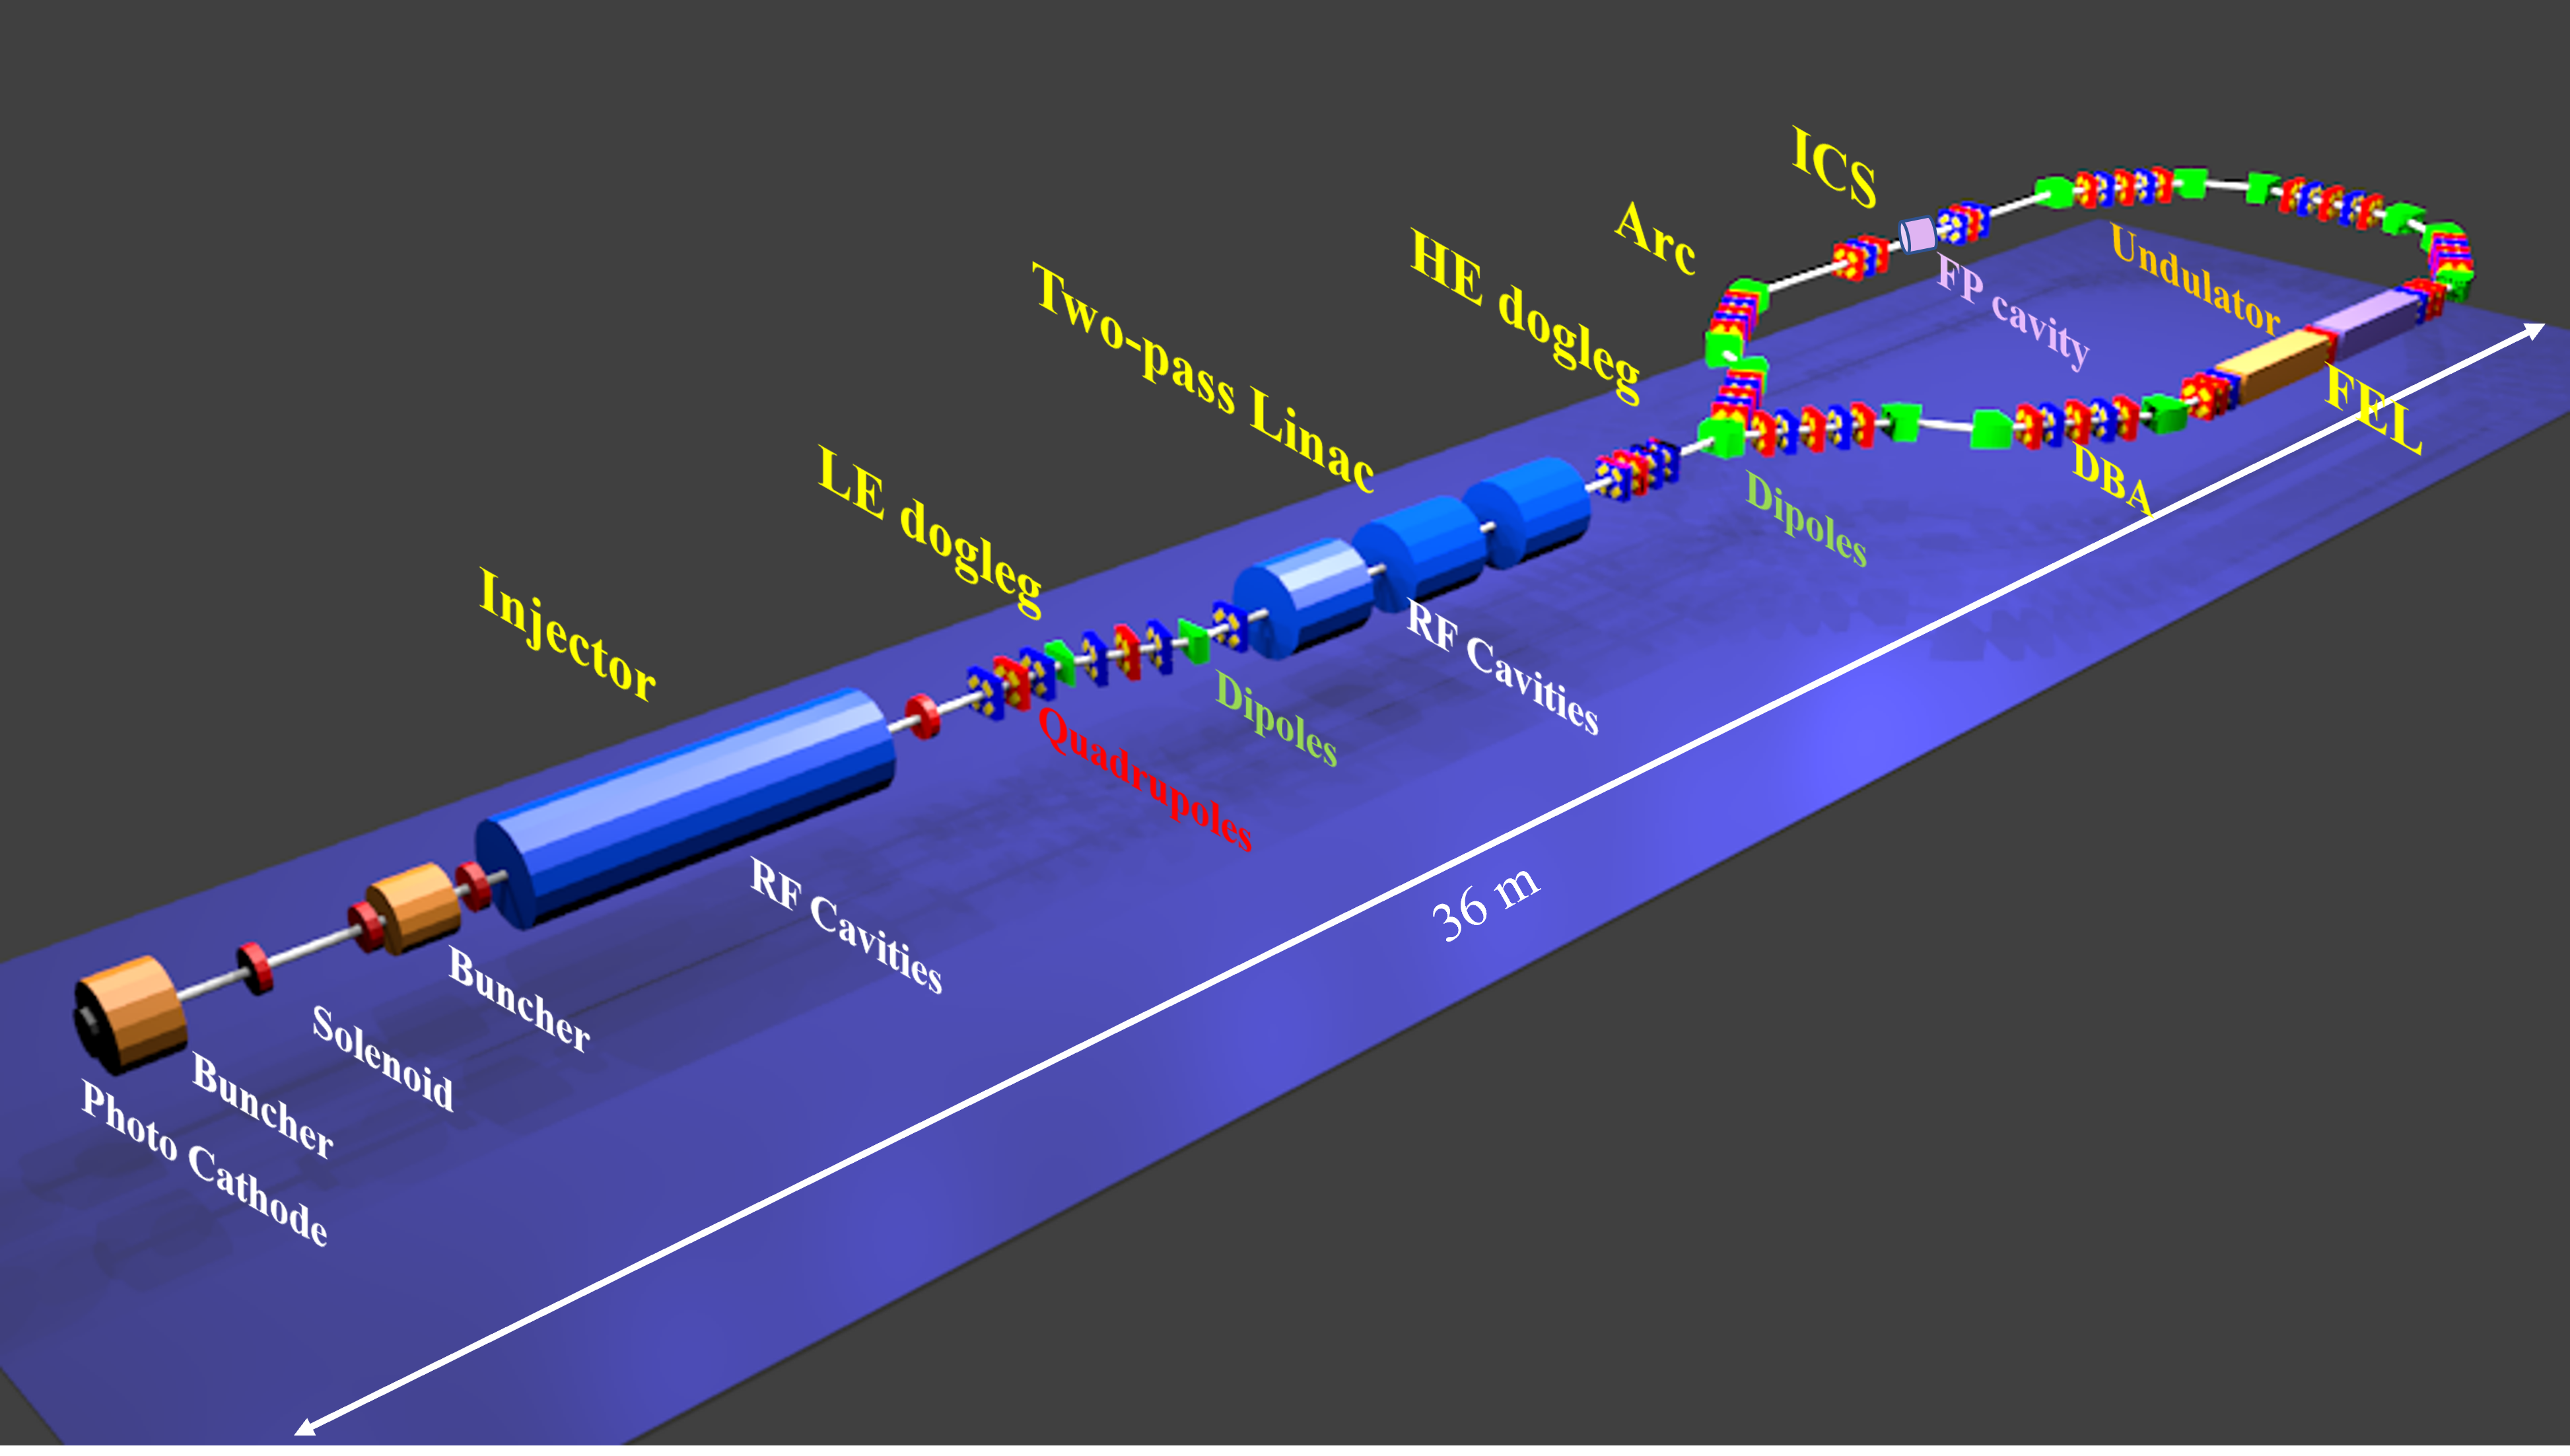 ICS
Arc
HE dogleg
Two-pass Linac
LE dogleg
Injector
Undulator
FP cavity
FEL
DBA
Dipoles
RF Cavities
Dipoles
Quadrupoles
36 m
RF Cavities
Buncher
Solenoid
Buncher
Photo Cathode